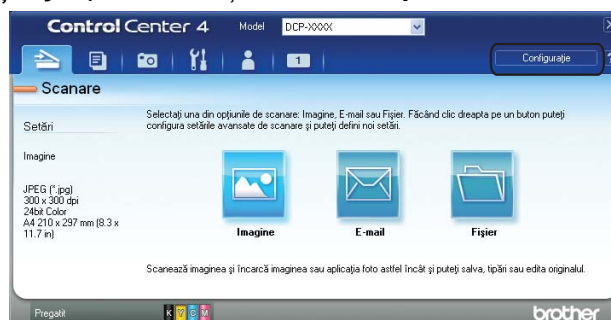 Control Center 4 Model DCP-XXXX
1 Configurație ?
Scanare
Setări
Selectați una din opțiunile de scanare: Imagine, E-mail sau Fișier. Făcând clic dreapta pe un buton puteți
configura setările avansate de scanare și puteți defini noi setări.
Imagine
JPEG (*.jpg)
300 x 300 dpi
24bit Color
A4 210 x 297 mm (8.3 x
11.7 in)
Imagine E-mail Fișier
Scanează imaginea și încarcă imaginea sau aplicația foto astfel încât și puteți salva, tipări sau edita originalul.
Pregatit K Y C M brother